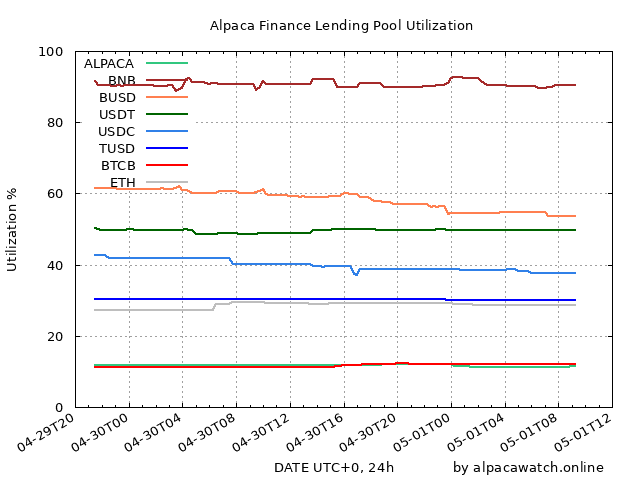 Alpaca Finance Lending Pool Utilization
100
80
60
40
20
0
Utilization %
ALPACA
BNB
BUSD
USDT
USDC
TUSD
BTCB
ETH
04-29T20
04-30T00
04-30T04
04-30T08
04-30T12
04-30T16
04-30T20
05-01T00
05-01T04
05-01T08
05-01T12
DATE UTC+0, 24h
by alpacawatch.online